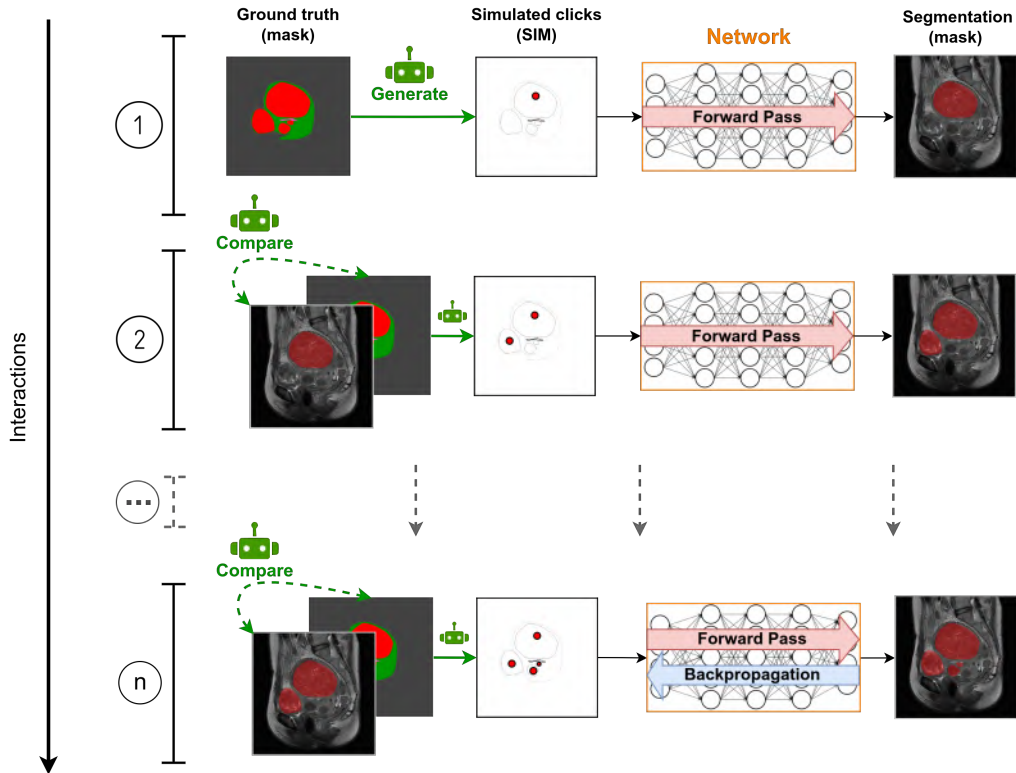 Ground truth
(mask)
Simulated clicks
(SIM)
Network
Segmentation
(mask)
Generate
1
Forward Pass
Compare
2
Forward Pass
Interactions
...
Compare
n
Forward Pass
Backpropagation